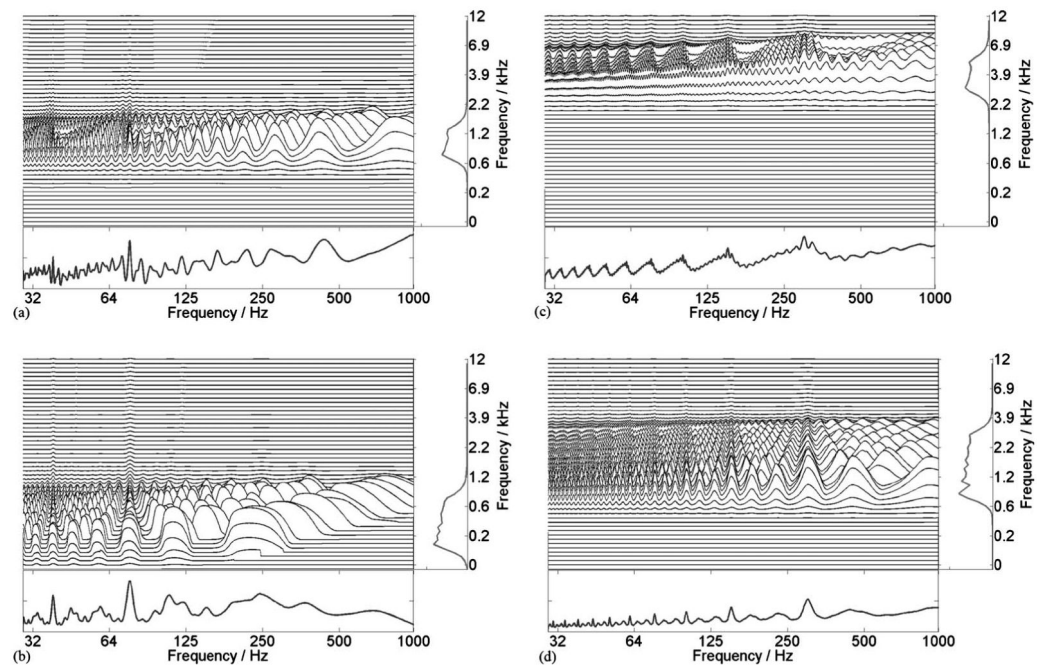 12
6.9
3.9
2.2
1.2
0.6
0.2
0
Frequency / kHz
32 64 125 250 500 1000
(a) Frequency / Hz
12
6.9
3.9
2.2
1.2
0.6
0.2
0
Frequency / kHz
32 64 125 250 500 1000
(c) Frequency / Hz
12
6.9
3.9
2.2
1.2
0.6
0.2
0
Frequency / kHz
32 64 125 250 500 1000
(b) Frequency / Hz
12
6.9
3.9
2.2
1.2
0.6
0.2
0
Frequency / kHz
32 64 125 250 500 1000
(d) Frequency / Hz